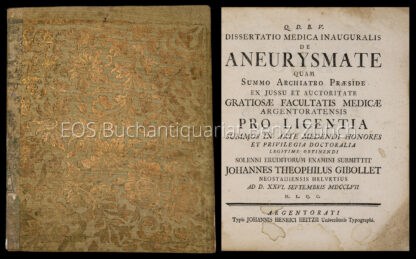 Q. D. B. V.
DISSERTATIO MEDICA INAUGURALIS
DE
ANEURYSMATE
QUAM
SUMMO ARCHIATRO PRÆSIDE
EX JUSSU ET AUCTORITATE
GRATIOSÆ FACULTATIS MEDICÆ
ARGENTORATENSIS
PRO LICENTIA
SUMMOS IN ARTE MEDENDI HONORES
ET PRIVILEGIA DOCTORALIA
LEGITIME OBTINENDI
SOLENNI ERUDITORUM EXAMINI SUBMITTIT
JOHANNES THEOPHILUS GIBOLLET
NEOSTADIENSIS HELVETIUS
AD D. XXVI. SEPTEMBRIS MDCCLVII
H. L. Q. C.
ARGENTORATI
Typis JOHANNIS HENRICI HEITZII Universitatis Typographi.
EOS Buchantiquariat